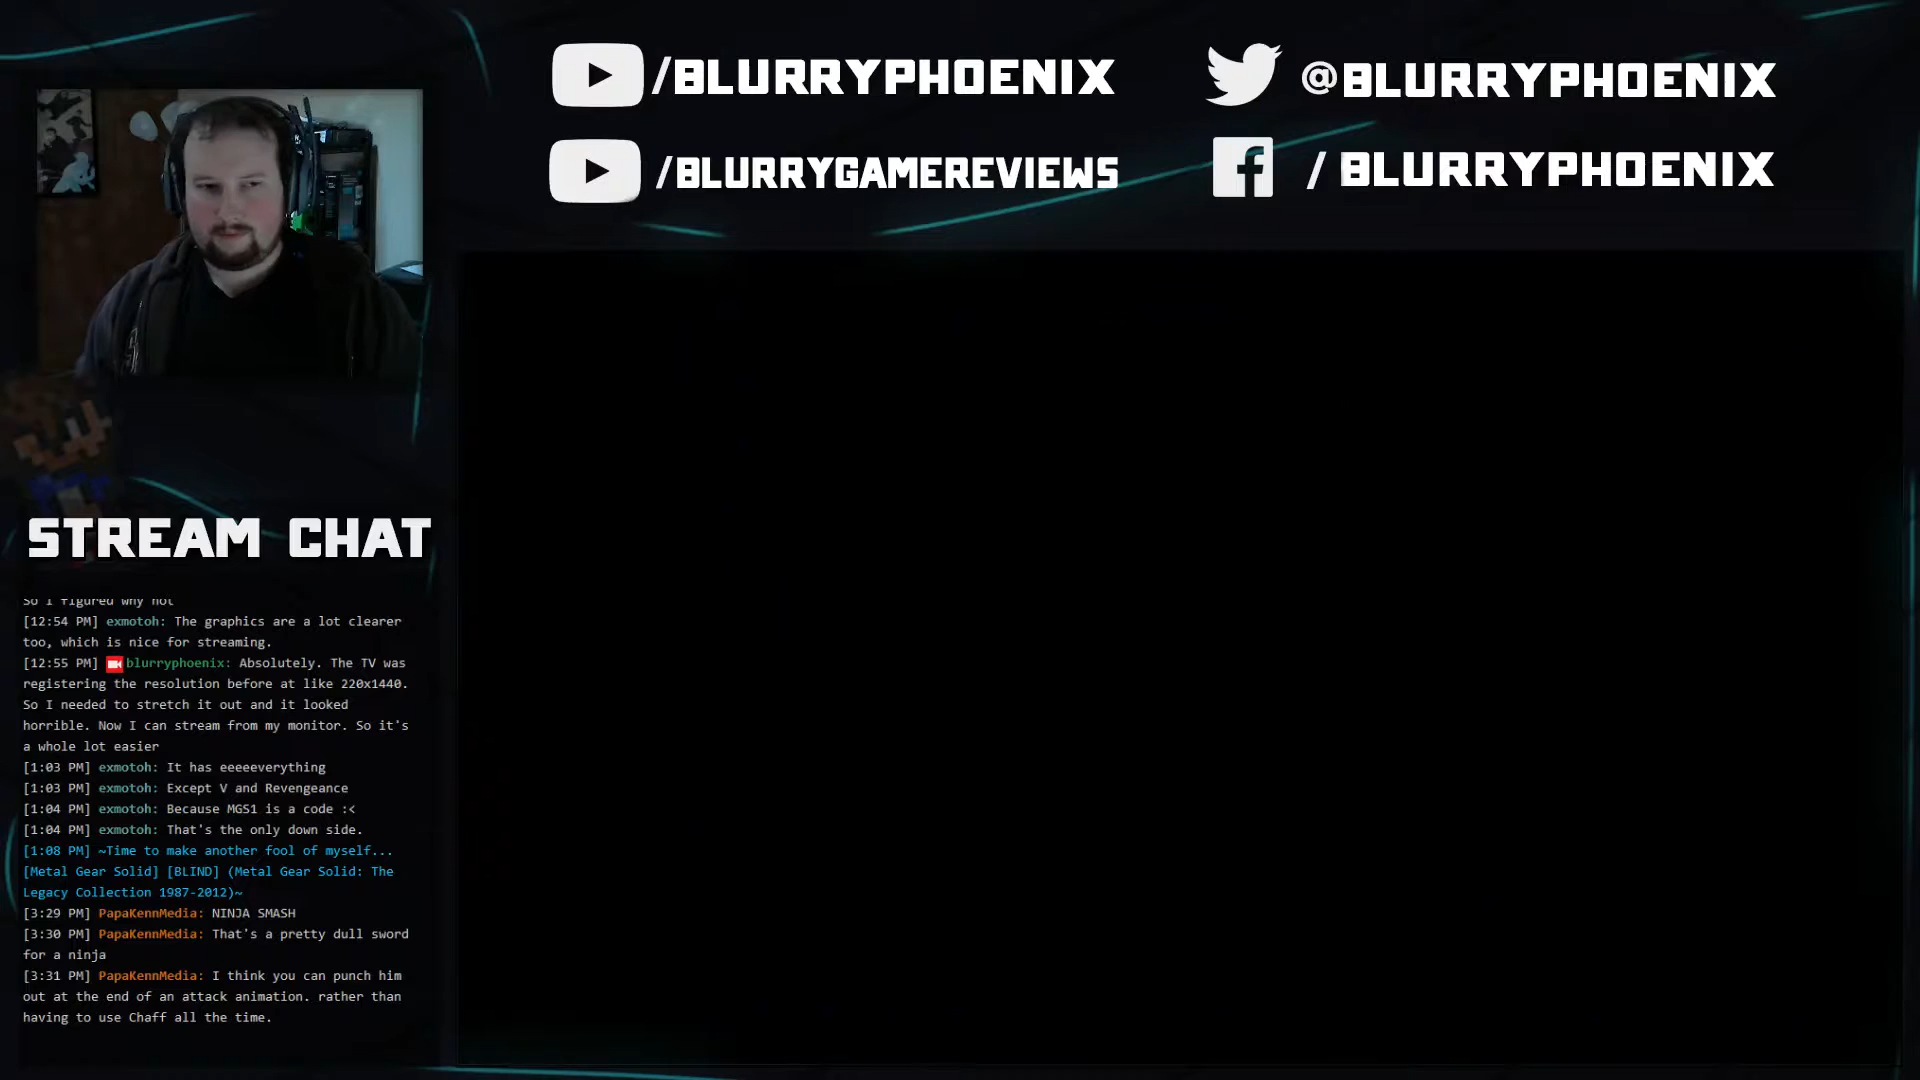 /BLURRYPHOENIX
@BLURRYPHOENIX
/BLURRYGAMEREVIEWS
/ BLURRYPHOENIX
STREAM CHAT
So I figured why not
[12:54 PM] exmotoh: The graphics are a lot clearer
too, which is nice for streaming.
[12:55 PM] blurryphoenix: Absolutely. The TV was
registering the resolution before at like 220x1440.
So I needed to stretch it out and it looked
horrible. Now I can stream from my monitor. So it's
a whole lot easier
[1:03 PM] exmotoh: It has eeeeeverything
[1:03 PM] exmotoh: Except V and Revengeance
[1:04 PM] exmotoh: Because MGS1 is a code :<
[1:04 PM] exmotoh: That's the only down side.
[1:08 PM] ~Time to make another fool of myself...
[Metal Gear Solid] [BLIND] (Metal Gear Solid: The
Legacy Collection 1987-2012)~
[3:29 PM] PapaKennMedia: NINJA SMASH
[3:30 PM] PapaKennMedia: That's a pretty dull sword
for a ninja
[3:31 PM] PapaKennMedia: I think you can punch him
out at the end of an attack animation. rather than
having to use Chaff all the time.